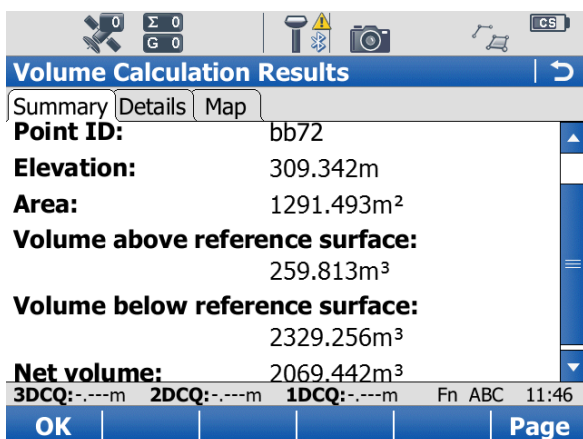 0 Σ 0
G 0
CS
Volume Calculation Results
Summary Details Map
Point ID: bb72
Elevation: 309.342m
Area: 1291.493m²
Volume above reference surface:
259.813m³
Volume below reference surface:
2329.256m³
Net volume: 2069.442m³
3DCQ:-.---m 2DCQ:-.---m 1DCQ:-.---m Fn ABC 11:46
OK Page